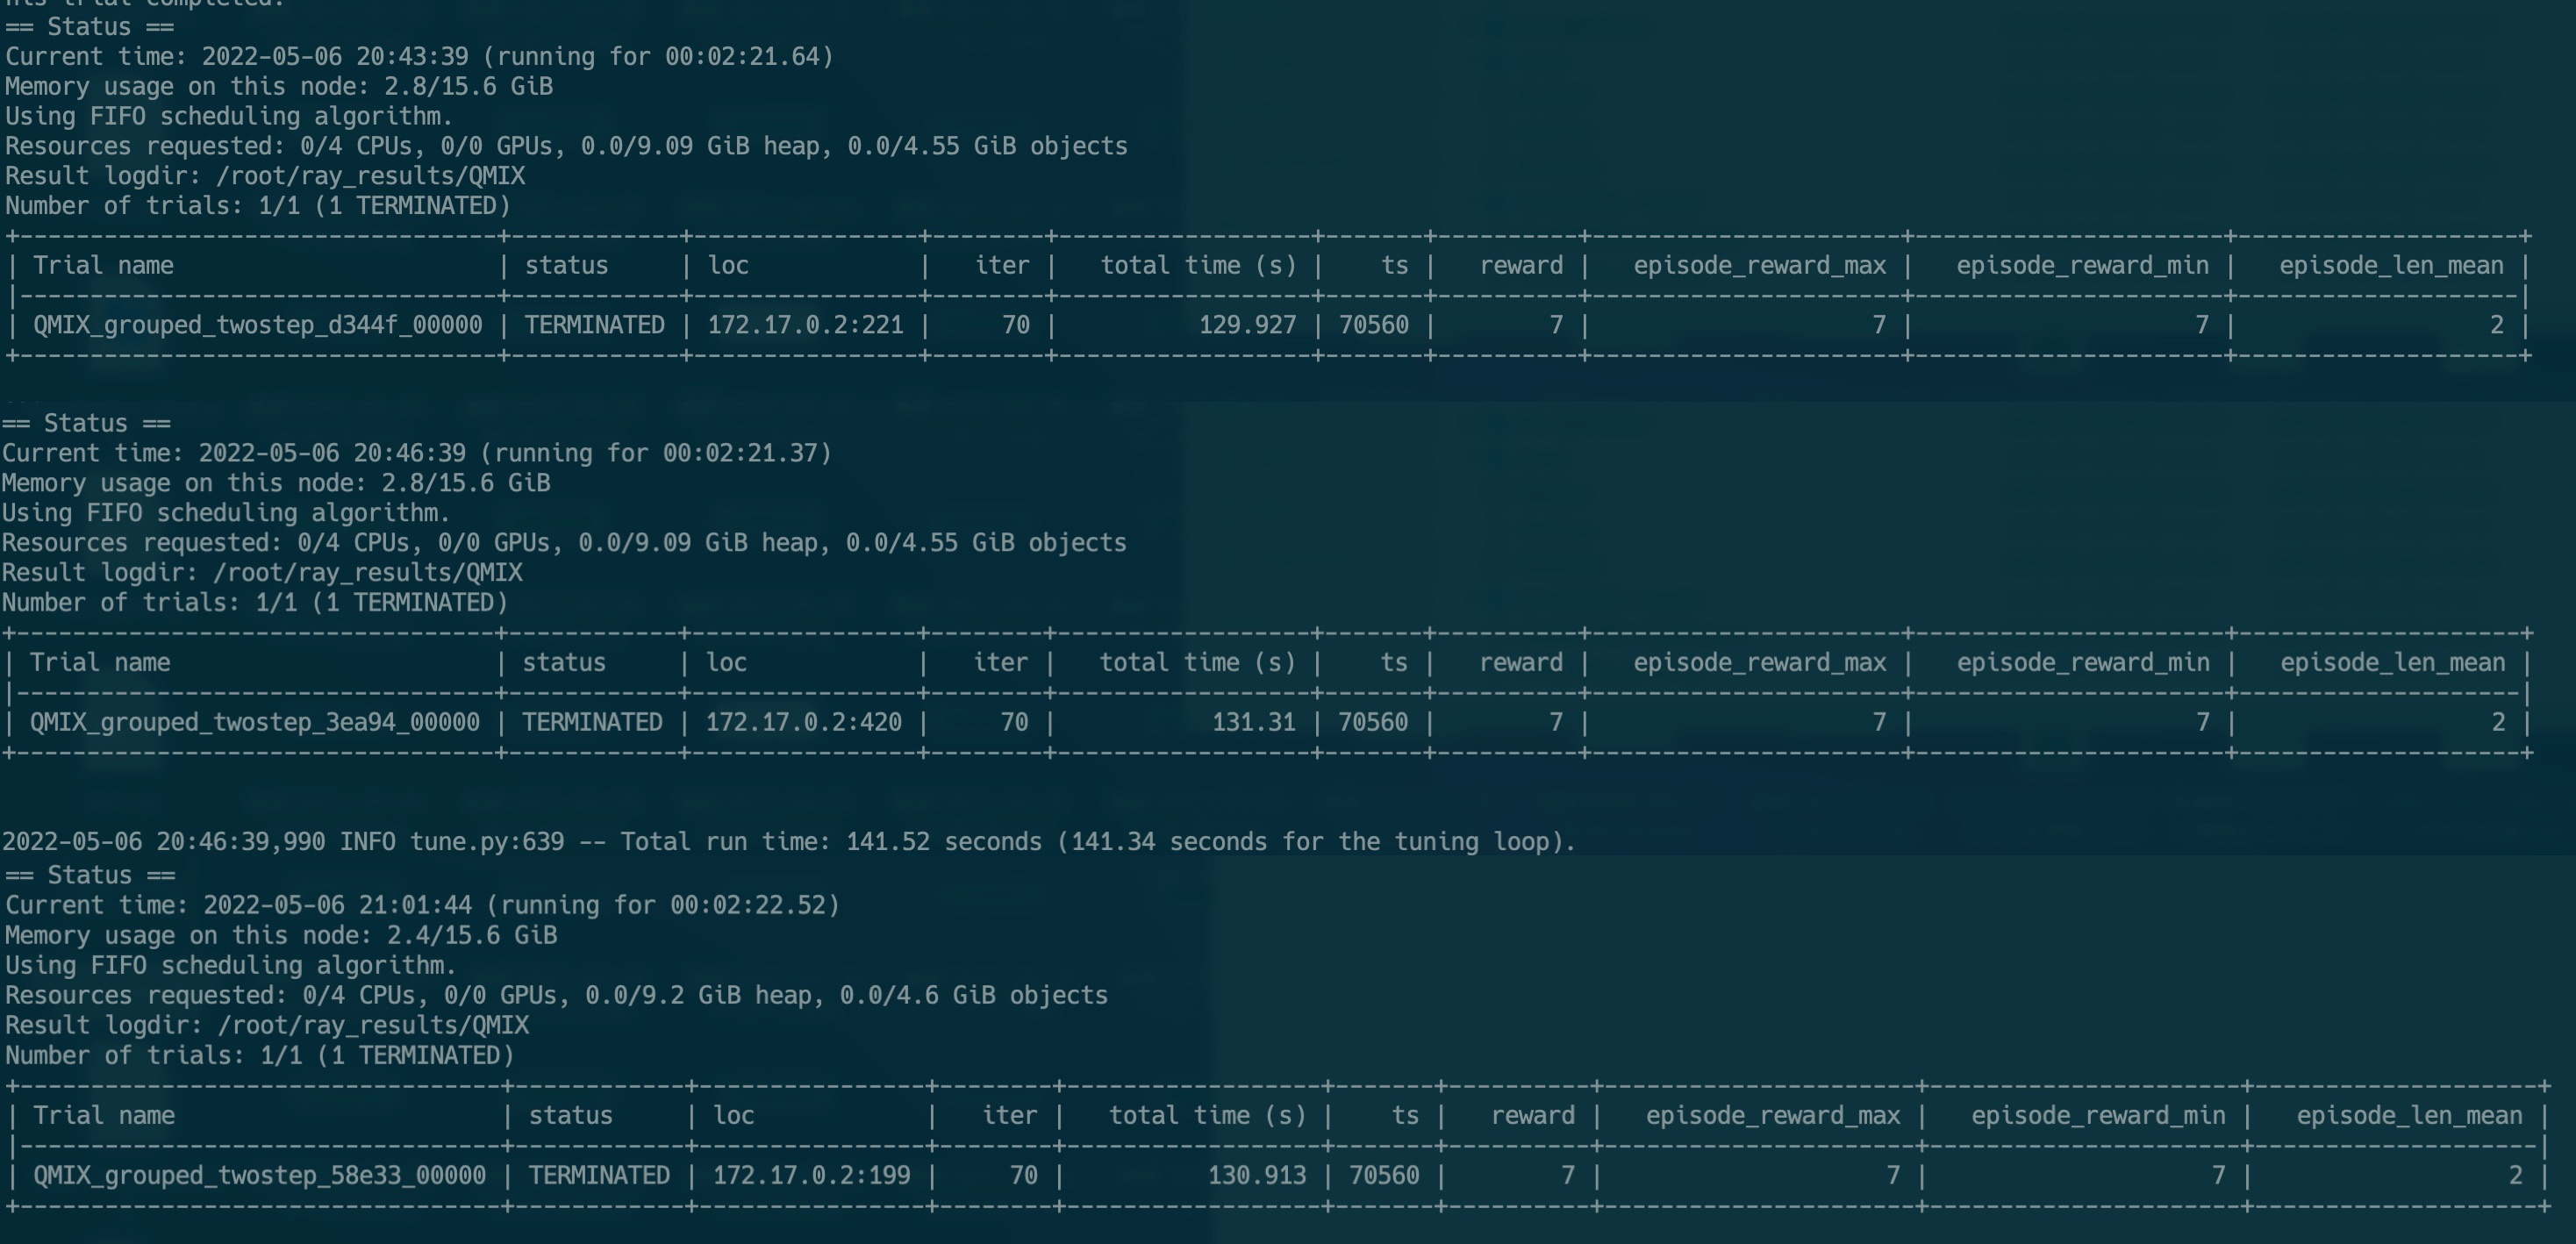 trial completed.
== Status ==
Current time: 2022-05-06 20:43:39 (running for 00:02:21.64)
Memory usage on this node: 2.8/15.6 GiB
Using FIFO scheduling algorithm.
Resources requested: 0/4 CPUs, 0/0 GPUs, 0.0/9.09 GiB heap, 0.0/4.55 GiB objects
Result logdir: /root/ray_results/QMIX
Number of trials: 1/1 (1 TERMINATED)
| Trial name | status | loc | iter | total time (s) | ts | reward | episode_reward_max | episode_reward_min | episode_len_mean |
| QMIX_grouped_twostep_d344f_00000 | TERMINATED | 172.17.0.2:221 | 70 | 129.927 | 70560 | 7 | 7 | 7 | 2 |
== Status ==
Current time: 2022-05-06 20:46:39 (running for 00:02:21.37)
Memory usage on this node: 2.8/15.6 GiB
Using FIFO scheduling algorithm.
Resources requested: 0/4 CPUs, 0/0 GPUs, 0.0/9.09 GiB heap, 0.0/4.55 GiB objects
Result logdir: /root/ray_results/QMIX
Number of trials: 1/1 (1 TERMINATED)
| Trial name | status | loc | iter | total time (s) | ts | reward | episode_reward_max | episode_reward_min | episode_len_mean |
| QMIX_grouped_twostep_3ea94_00000 | TERMINATED | 172.17.0.2:420 | 70 | 131.31 | 70560 | 7 | 7 | 7 | 2 |
2022-05-06 20:46:39,990 INFO tune.py:639 -- Total run time: 141.52 seconds (141.34 seconds for the tuning loop).
== Status ==
Current time: 2022-05-06 21:01:44 (running for 00:02:22.52)
Memory usage on this node: 2.4/15.6 GiB
Using FIFO scheduling algorithm.
Resources requested: 0/4 CPUs, 0/0 GPUs, 0.0/9.2 GiB heap, 0.0/4.6 GiB objects
Result logdir: /root/ray_results/QMIX
Number of trials: 1/1 (1 TERMINATED)
| Trial name | status | loc | iter | total time (s) | ts | reward | episode_reward_max | episode_reward_min | episode_len_mean |
| QMIX_grouped_twostep_58e33_00000 | TERMINATED | 172.17.0.2:199 | 70 | 130.913 | 70560 | 7 | 7 | 7 | 2 |